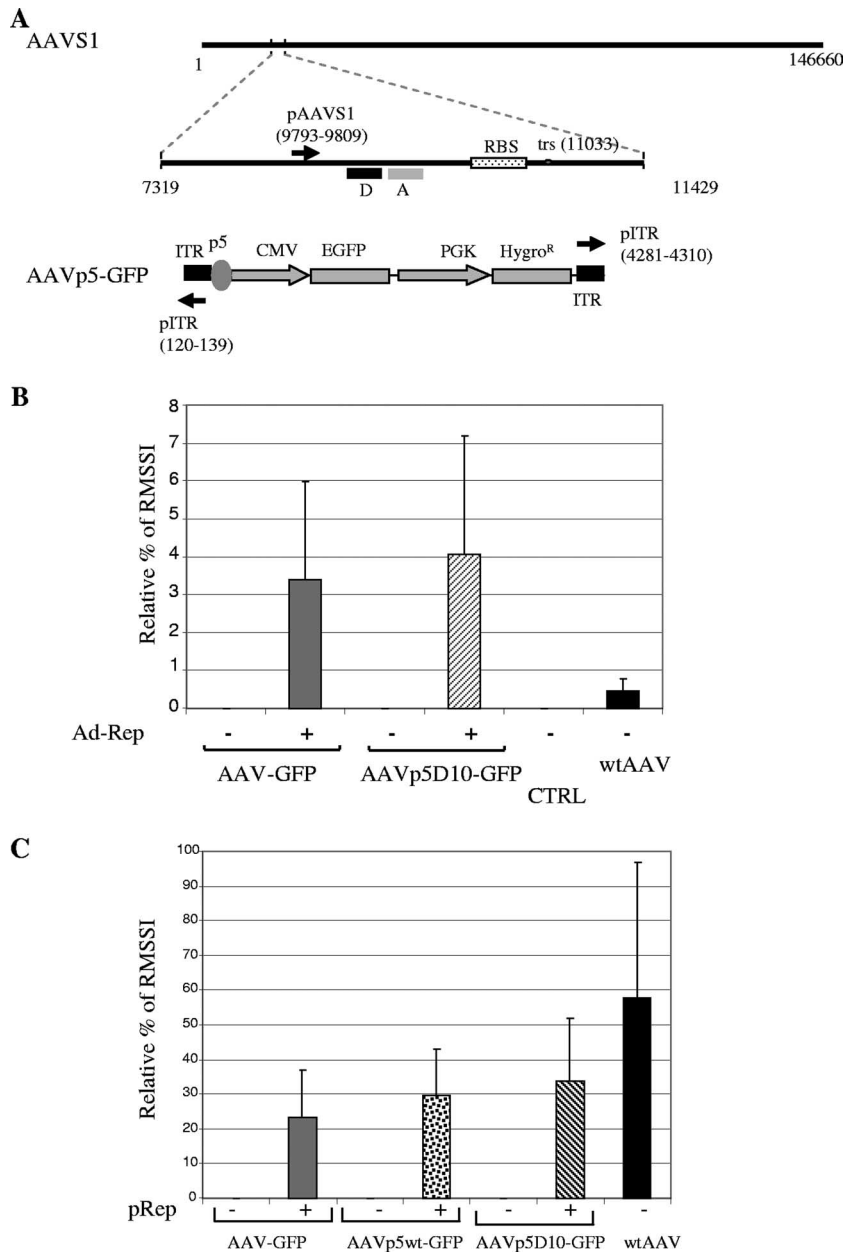 A
AAVS1
1
146660
pAAVS1
(9793-9809)
RBS
trs (11033)
7319
D
A
11429
ITR
p5
CMV
EGFP
PGK
Hygro^R
pITR
(4281-4310)
AAVp5-GFP
ITR
pITR
(120-139)
B
Relative % of RMSSI
8
7
6
5
4
3
2
1
0
Ad-Rep
- + - + - -
AAV-GFP
AAVp5D10-GFP
CTRL
wtAAV
C
Relative % of RMSSI
100
90
80
70
60
50
40
30
20
10
0
pRep
- + - + - + -
AAV-GFP
AAVp5wt-GFP
AAVp5D10-GFP
wtAAV